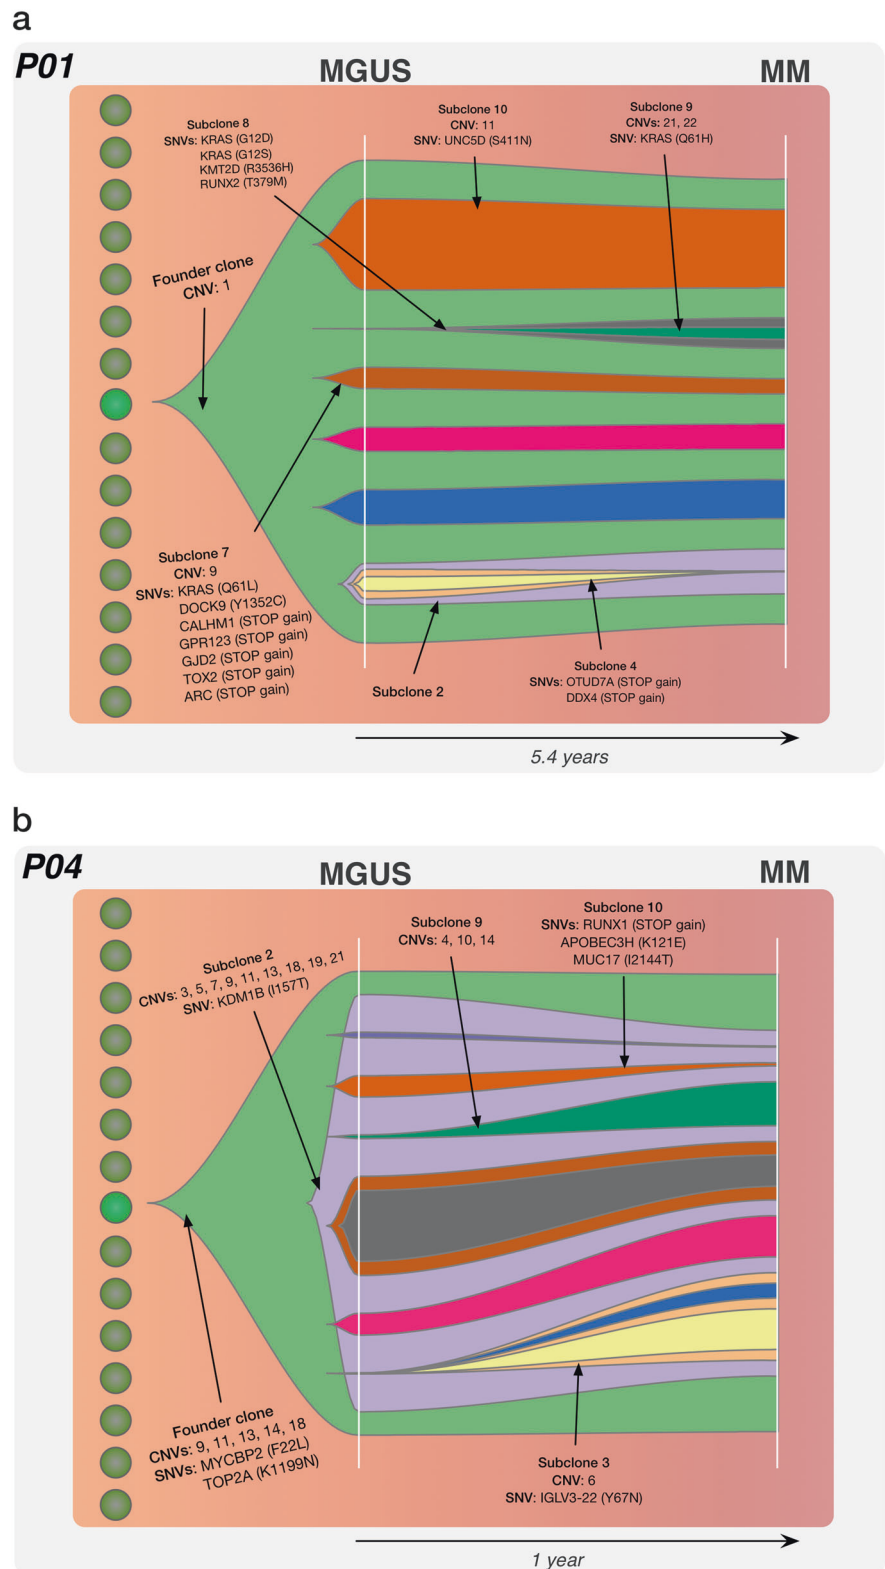 a
P01
MGUS
MM
Subclone 8
SNVs: KRAS (G12D)
KRAS (G12S)
KMT2D (R3536H)
RUNX2 (T379M)
Subclone 10
CNV: 11
SNV: UNC5D (S411N)
Subclone 9
CNVs: 21, 22
SNV: KRAS (Q61H)
Founder clone
CNV: 1
Subclone 7
CNV: 9
SNVs: KRAS (Q61L)
DOCK9 (Y1352C)
CALHM1 (STOP gain)
GPR123 (STOP gain)
GJD2 (STOP gain)
TOX2 (STOP gain)
ARC (STOP gain)
Subclone 2
Subclone 4
SNVs: OTUD7A (STOP gain)
DDX4 (STOP gain)
5.4 years
b
P04
MGUS
MM
Subclone 2
CNVs: 3, 5, 7, 9, 11, 13, 18, 19, 21
SNV: KDM1B (I157T)
Subclone 9
CNVs: 4, 10, 14
Subclone 10
SNVs: RUNX1 (STOP gain)
APOBEC3H (K121E)
MUC17 (I2144T)
Founder clone
CNVs: 9, 11, 13, 14, 18
SNVs: MYCBP2 (F22L)
TOP2A (K1199N)
Subclone 3
CNV: 6
SNV: IGLV3-22 (Y67N)
1 year